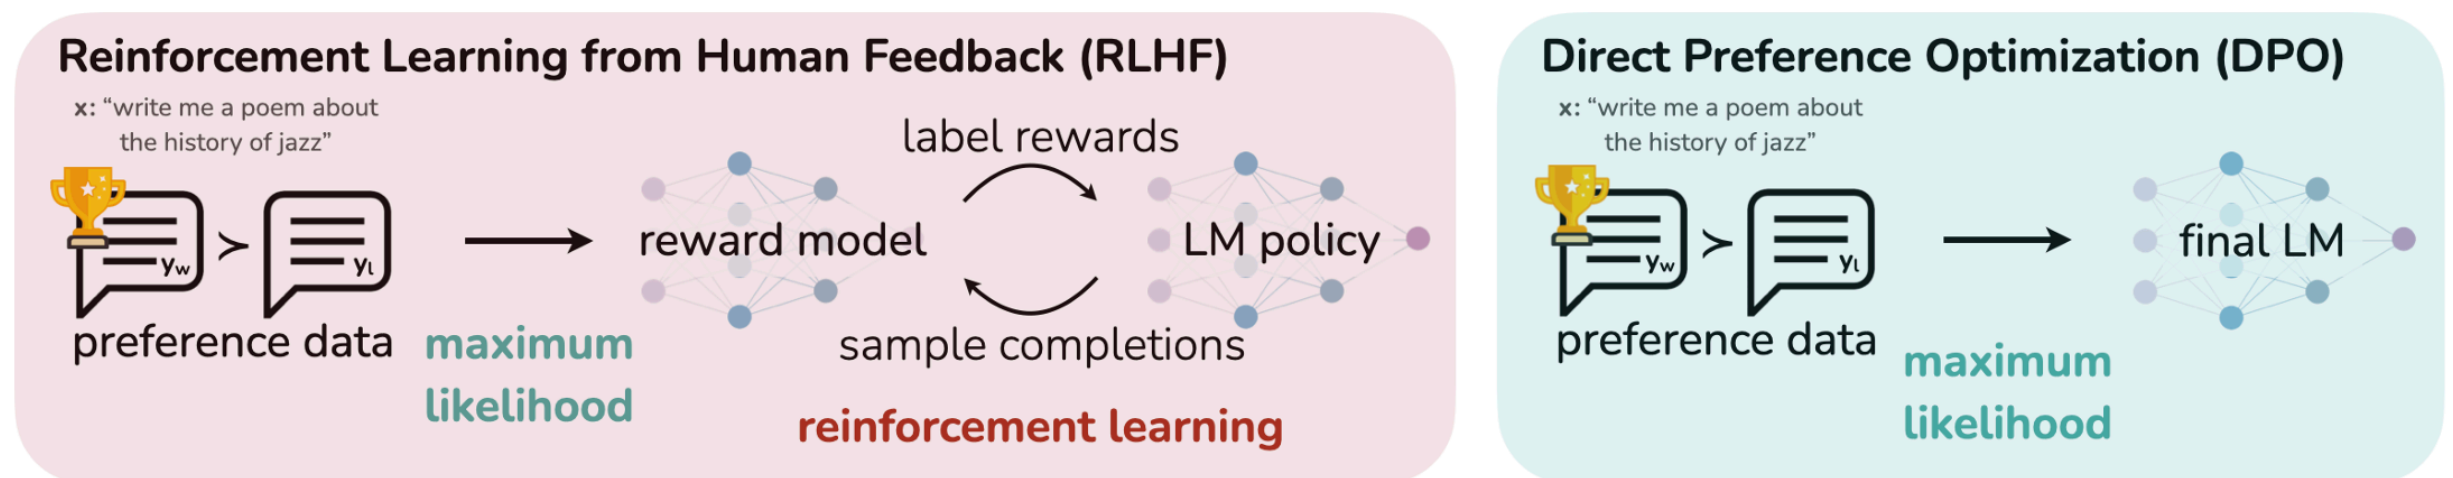 Reinforcement Learning from Human Feedback (RLHF)
x: “write me a poem about
the history of jazz”
label rewards
yw
≻
yl
reward model
LM policy
preference data
sample completions
maximum
likelihood
reinforcement learning
Direct Preference Optimization (DPO)
x: “write me a poem about
the history of jazz”
yw
≻
yl
final LM
preference data
maximum
likelihood